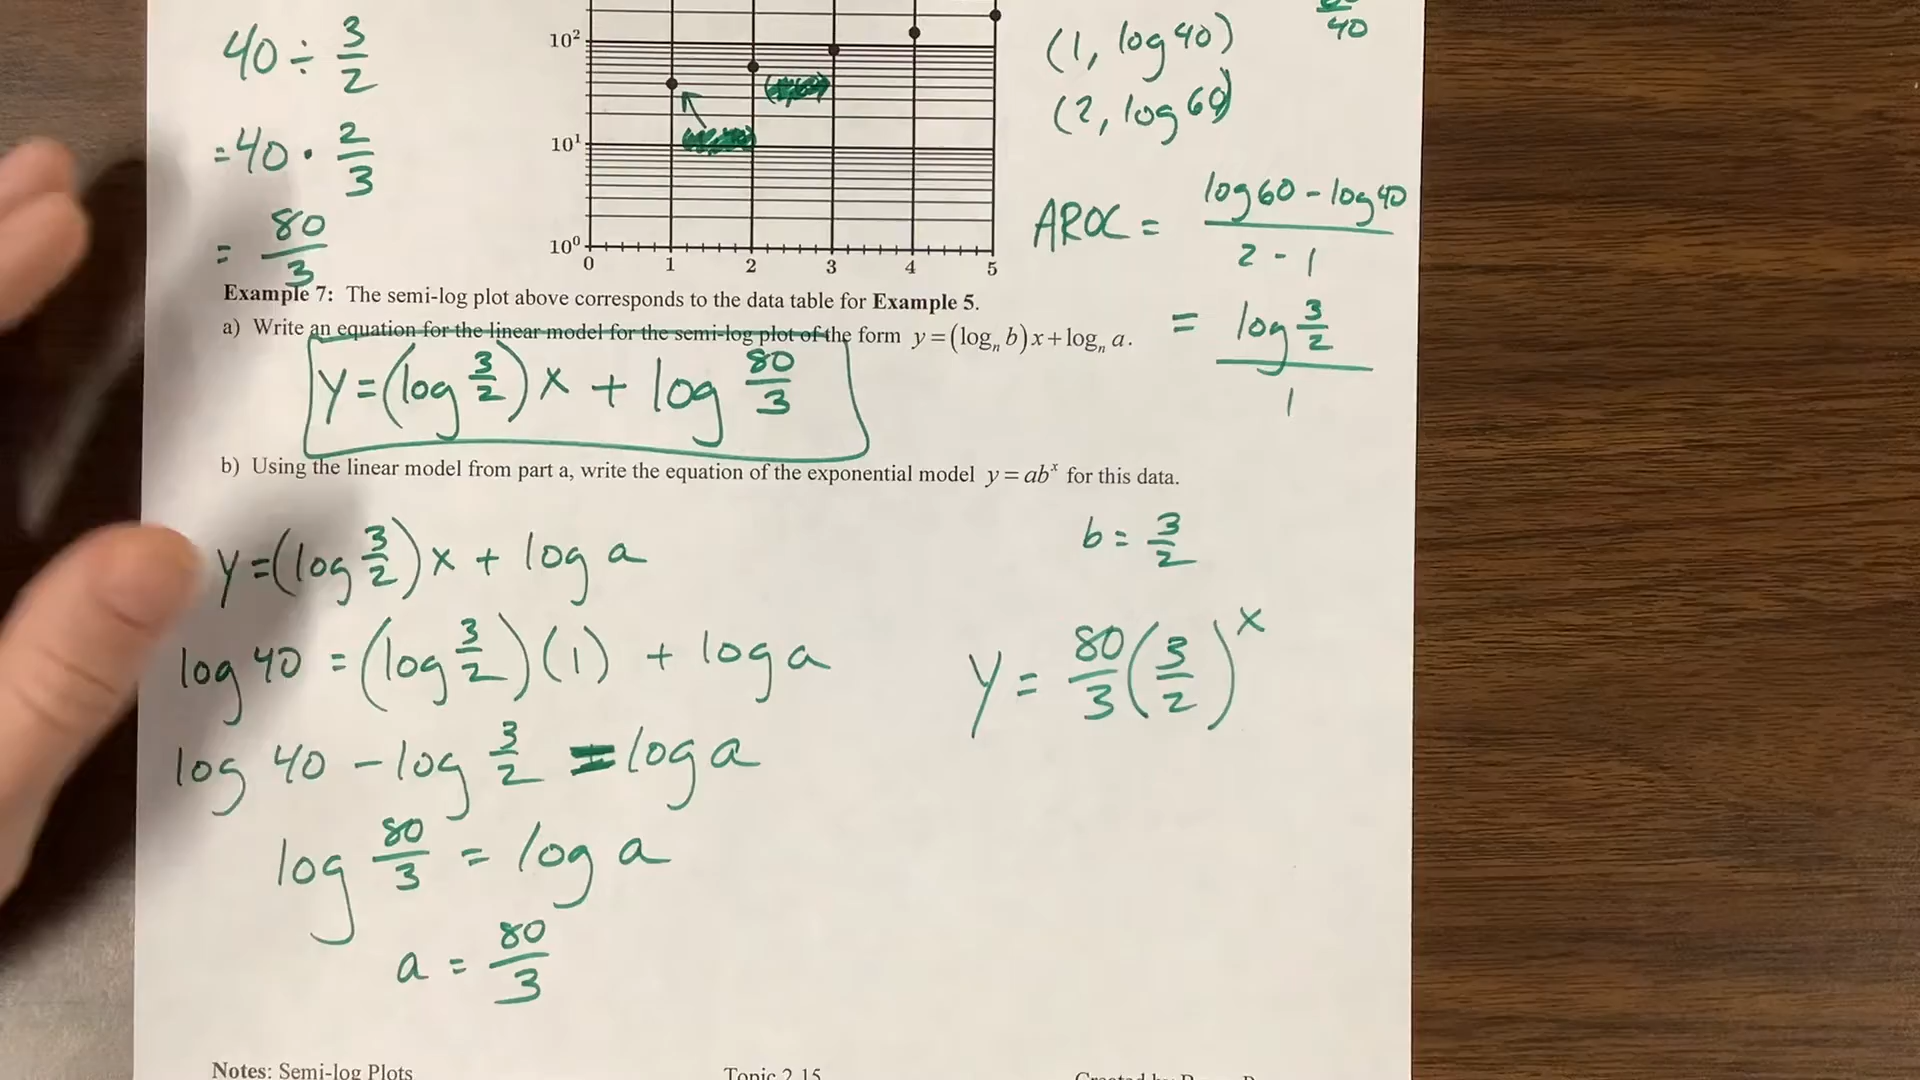 40 ÷ 3/2
= 40 · 2/3
= 80/3
10²
10¹
10⁰
0 1 2 3 4 5
40
(1, log 40)
(2, log 60)
AROC = (log 60 - log 40)/(2 - 1)
= (log 3/2)/1
Example 7: The semi-log plot above corresponds to the data table for Example 5.
a) Write an equation for the linear model for the semi-log plot of the form y = (logₙ b)x + logₙ a.
y = (log 3/2) x + log 80/3
b) Using the linear model from part a, write the equation of the exponential model y = abˣ for this data.
y = (log 3/2) x + log a
log 40 = (log 3/2)(1) + log a
log 40 - log 3/2 = log a
log 80/3 = log a
a = 80/3
b = 3/2
y = 80/3 (3/2)ˣ
Notes: Semi-log Plots
Topic 2.15
Created by